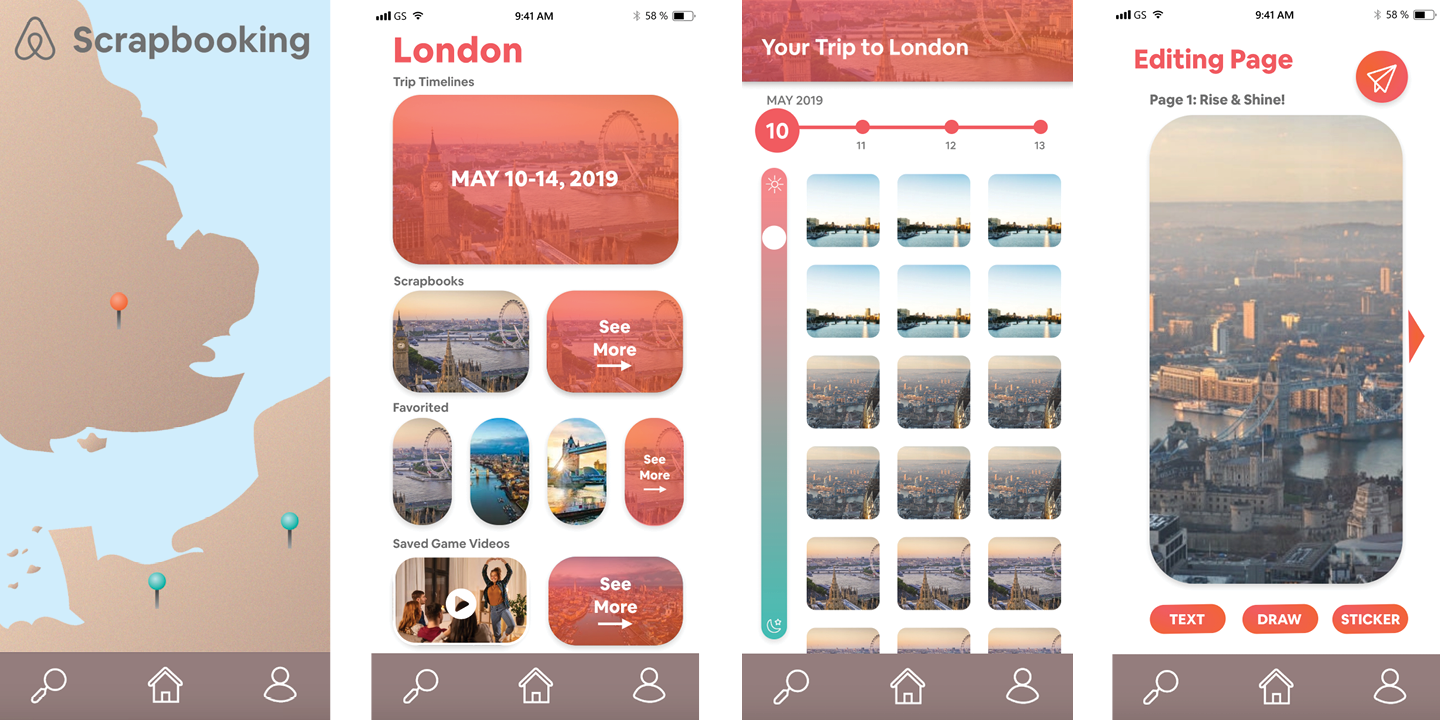 Scrapbooking
GS
9:41 AM
58 %
London
Trip Timelines
MAY 10-14, 2019
Scrapbooks
See
More
Favorited
See
More
Saved Game Videos
See
More
Your Trip to London
MAY 2019
10
11
12
13
GS
9:41 AM
58 %
Editing Page
Page 1: Rise & Shine!
TEXT
DRAW
STICKER